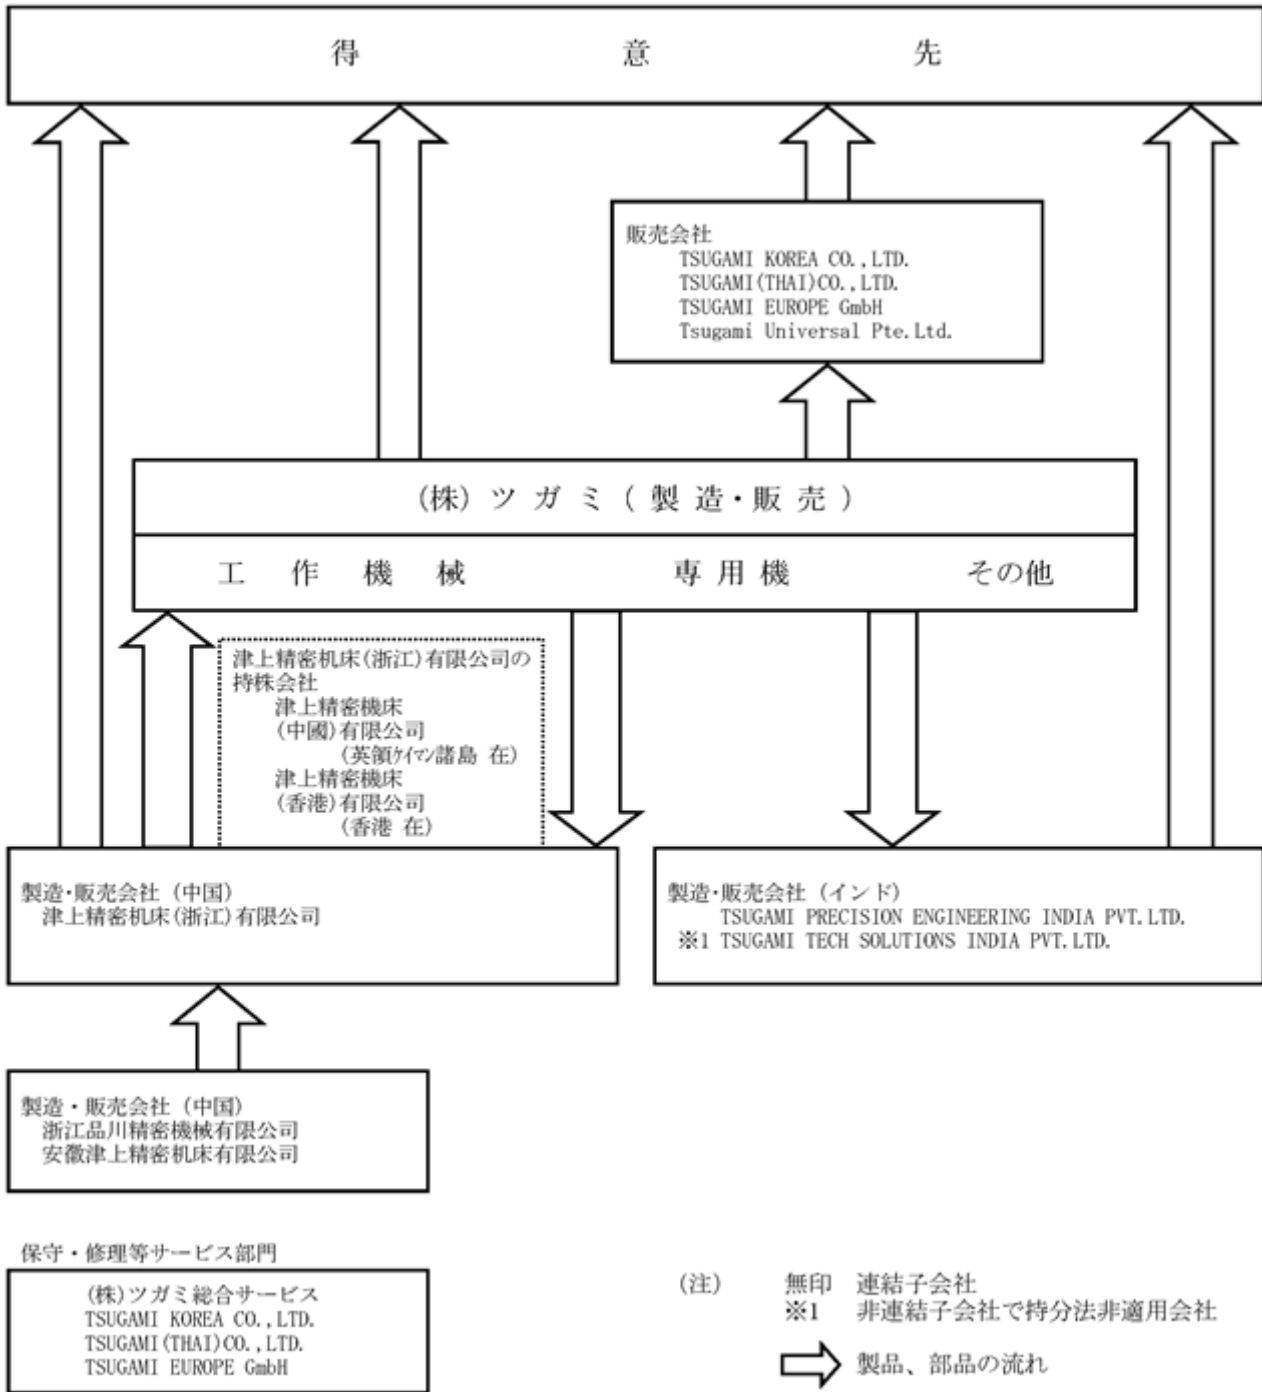 得意先
販売会社
TSUGAMI KOREA CO.,LTD.
TSUGAMI(THAI)CO.,LTD.
TSUGAMI EUROPE GmbH
Tsugami Universal Pte.Ltd.
(株)ツガミ(製造・販売)
工作機械 専用機 その他
津上精密机床(浙江)有限公司の
持株会社
津上精密機床
(中國)有限公司
(英領ｹｲﾏﾝ諸島 在)
津上精密機床
(香港)有限公司
(香港 在)
製造・販売会社(中国)
津上精密机床(浙江)有限公司
製造・販売会社(インド)
TSUGAMI PRECISION ENGINEERING INDIA PVT.LTD.
※1 TSUGAMI TECH SOLUTIONS INDIA PVT.LTD.
製造・販売会社(中国)
浙江品川精密機械有限公司
安徽津上精密机床有限公司
保守・修理等サービス部門
(株)ツガミ総合サービス
TSUGAMI KOREA CO.,LTD.
TSUGAMI(THAI)CO.,LTD.
TSUGAMI EUROPE GmbH
(注) 無印 連結子会社
※1 非連結子会社で持分法非適用会社
製品、部品の流れ